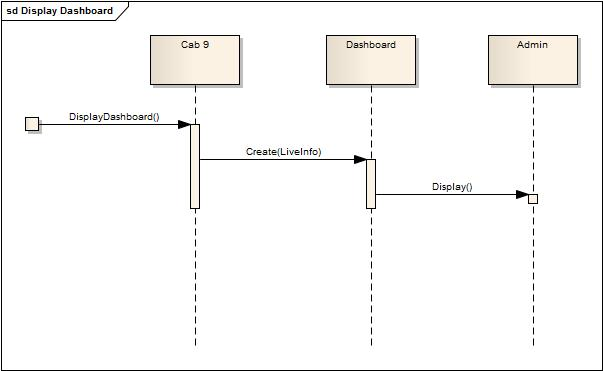 sd Display Dashboard
Cab 9
Dashboard
Admin
DisplayDashboard()
Create(LiveInfo)
Display()